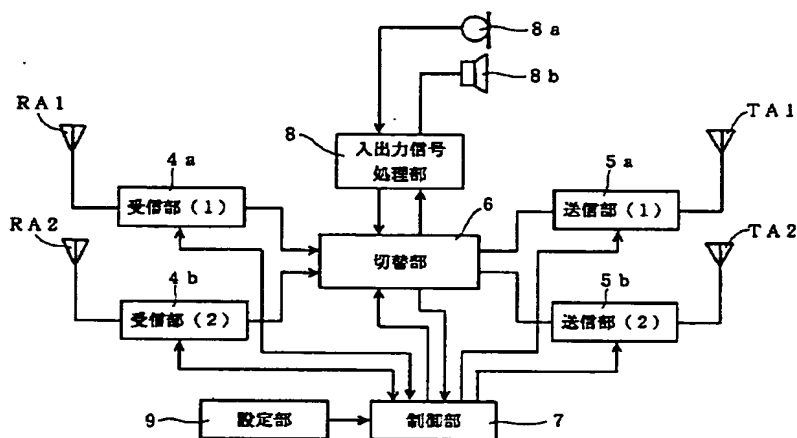 8a
8b
RA1
TA1
8
入出力信号
処理部
4a
受信部(1)
5a
送信部(1)
6
RA2
TA2
切替部
4b
受信部(2)
5b
送信部(2)
9
設定部
制御部
7